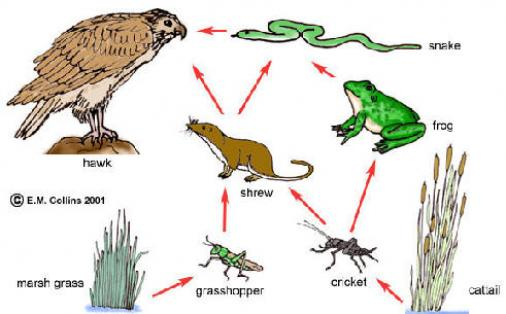 snake
frog
hawk
shrew
© E.M. Collins 2001
marsh grass
grasshopper
cricket
cattail